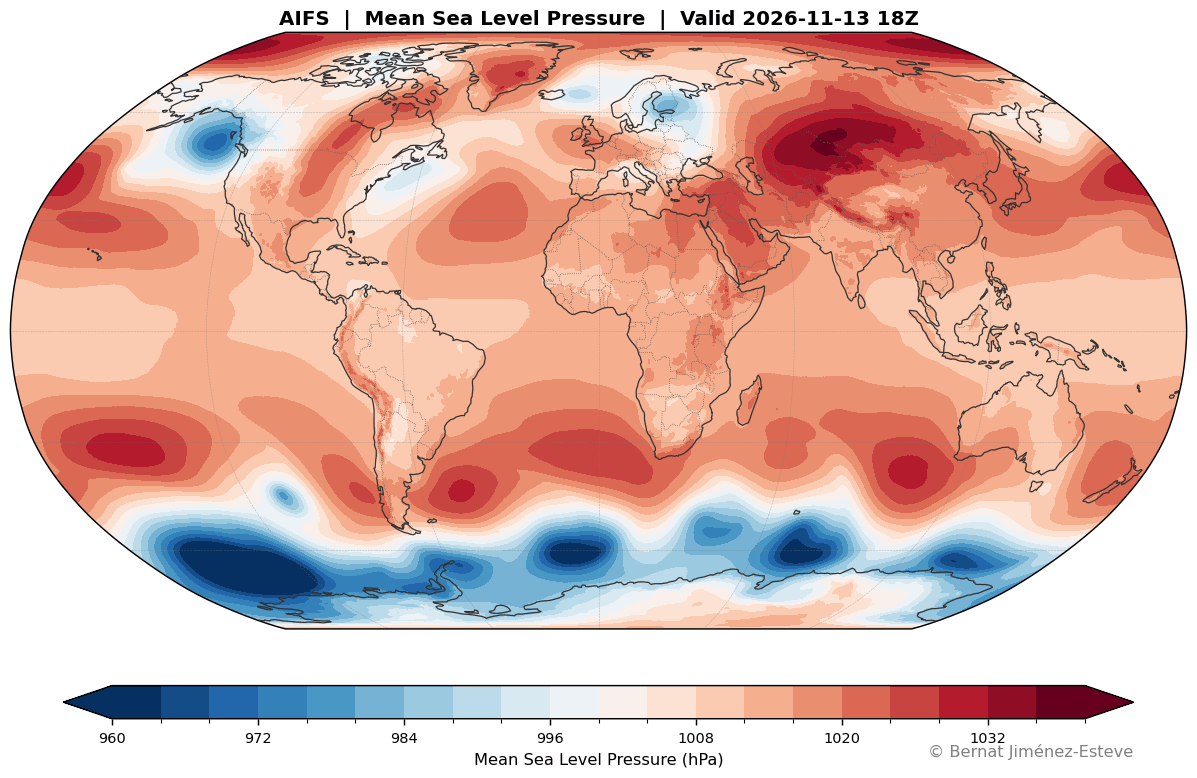 AIFS | Mean Sea Level Pressure | Valid 2026-11-13 18Z
960 972 984 996 1008 1020 1032
Mean Sea Level Pressure (hPa)
© Bernat Jiménez-Esteve